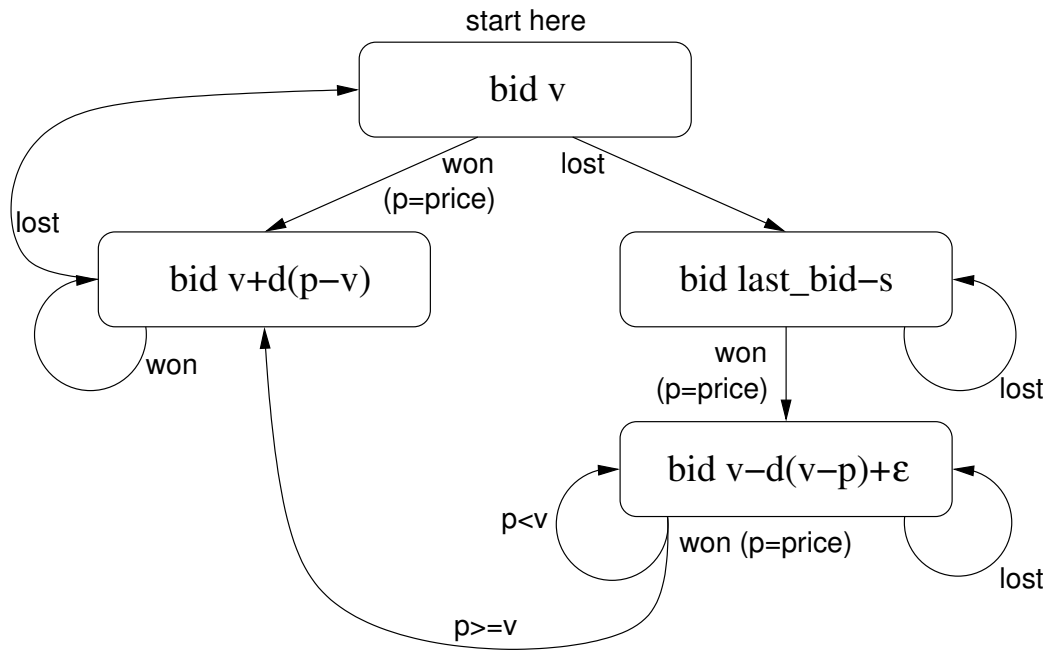 start here
bid v
won
(p=price)
lost
lost
bid v+d(p−v)
bid last_bid−s
won
won
(p=price)
lost
bid v−d(v−p)+ε
p<v
won (p=price)
lost
p>=v